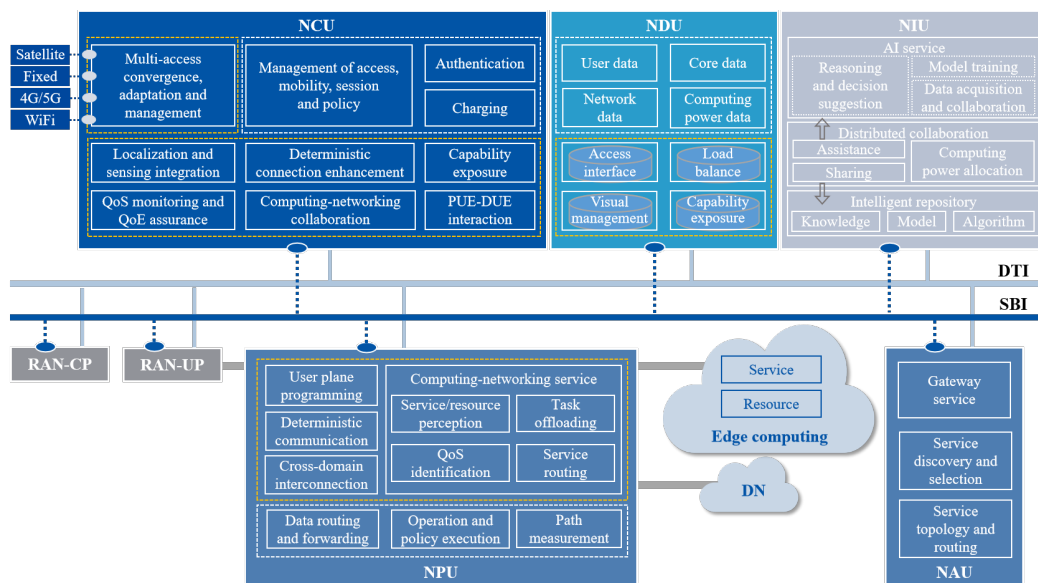 NCU
Satellite
Fixed
4G/5G
WiFi
Multi-access
convergence,
adaptation and
management
Management of access,
mobility, session
and policy
Authentication
Charging
Localization and
sensing integration
Deterministic
connection enhancement
Capability
exposure
QoS monitoring and
QoE assurance
Computing-networking
collaboration
PUE-DUE
interaction
NDU
User data
Core data
Network
data
Computing
power data
Access
interface
Load
balance
Visual
management
Capability
exposure
NIU
AI service
Reasoning
and decision
suggestion
Model training
Data acquisition
and collaboration
Distributed collaboration
Assistance
Sharing
Computing
power allocation
Intelligent repository
Knowledge
Model
Algorithm
DTI
SBI
RAN-CP
RAN-UP
User plane
programming
Deterministic
communication
Cross-domain
interconnection
Computing-networking service
Service/resource
perception
Task
offloading
QoS
identification
Service
routing
Data routing
and forwarding
Operation and
policy execution
Path
measurement
NPU
Service
Resource
Edge computing
DN
Gateway
service
Service
discovery and
selection
Service
topology and
routing
NAU